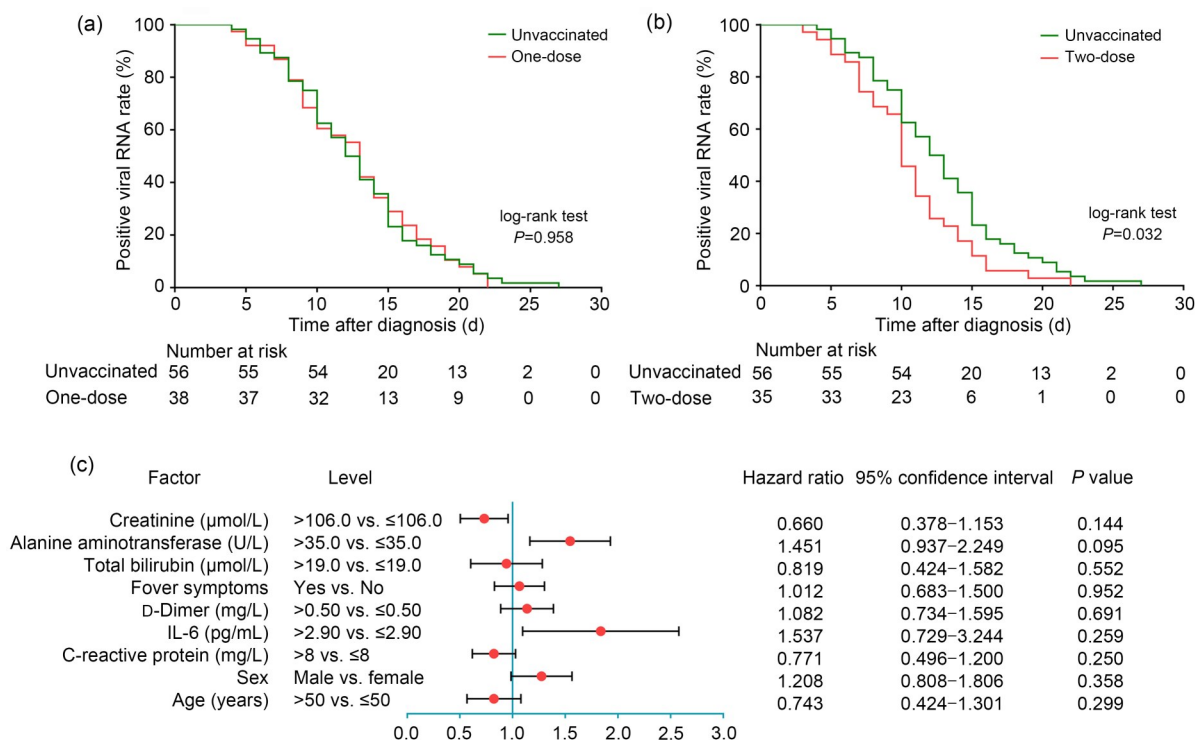 (a)
Positive viral RNA rate (%)
100
80
60
40
20
0
Unvaccinated
One-dose
log-rank test
P=0.958
0 5 10 15 20 25 30
Time after diagnosis (d)
Number at risk
Unvaccinated 56 55 54 20 13 2 0
One-dose 38 37 32 13 9 0 0
(b)
Positive viral RNA rate (%)
100
80
60
40
20
0
Unvaccinated
Two-dose
log-rank test
P=0.032
0 5 10 15 20 25 30
Time after diagnosis (d)
Number at risk
Unvaccinated 56 55 54 20 13 2 0
Two-dose 35 33 23 6 1 0 0
(c)
Factor Level Hazard ratio 95% confidence interval P value
Creatinine (μmol/L) >106.0 vs. ≤106.0 0.660 0.378−1.153 0.144
Alanine aminotransferase (U/L) >35.0 vs. ≤35.0 1.451 0.937−2.249 0.095
Total bilirubin (μmol/L) >19.0 vs. ≤19.0 0.819 0.424−1.582 0.552
Fover symptoms Yes vs. No 1.012 0.683−1.500 0.952
D-Dimer (mg/L) >0.50 vs. ≤0.50 1.082 0.734−1.595 0.691
IL-6 (pg/mL) >2.90 vs. ≤2.90 1.537 0.729−3.244 0.259
C-reactive protein (mg/L) >8 vs. ≤8 0.771 0.496−1.200 0.250
Sex Male vs. female 1.208 0.808−1.806 0.358
Age (years) >50 vs. ≤50 0.743 0.424−1.301 0.299
0.0 0.5 1.0 1.5 2.0 2.5 3.0